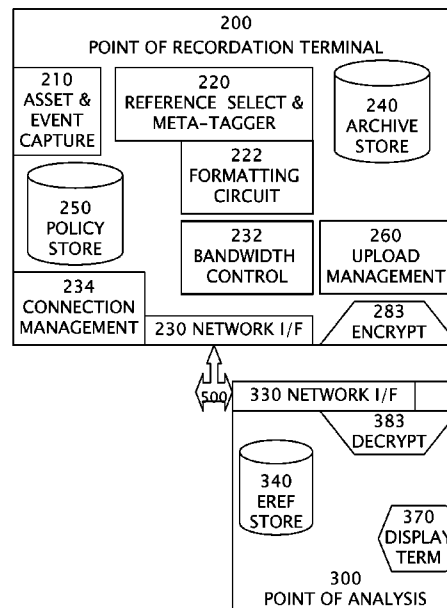 200
POINT OF RECORDATION TERMINAL
210
ASSET &
EVENT
CAPTURE
220
REFERENCE SELECT &
META-TAGGER
240
ARCHIVE
STORE
222
FORMATTING
CIRCUIT
250
POLICY
STORE
232
BANDWIDTH
CONTROL
260
UPLOAD
MANAGEMENT
234
CONNECTION
MANAGEMENT
230 NETWORK I/F
283
ENCRYPT
500
330 NETWORK I/F
383
DECRYPT
340
EREF
STORE
370
DISPLAY
TERM
300
POINT OF ANALYSIS